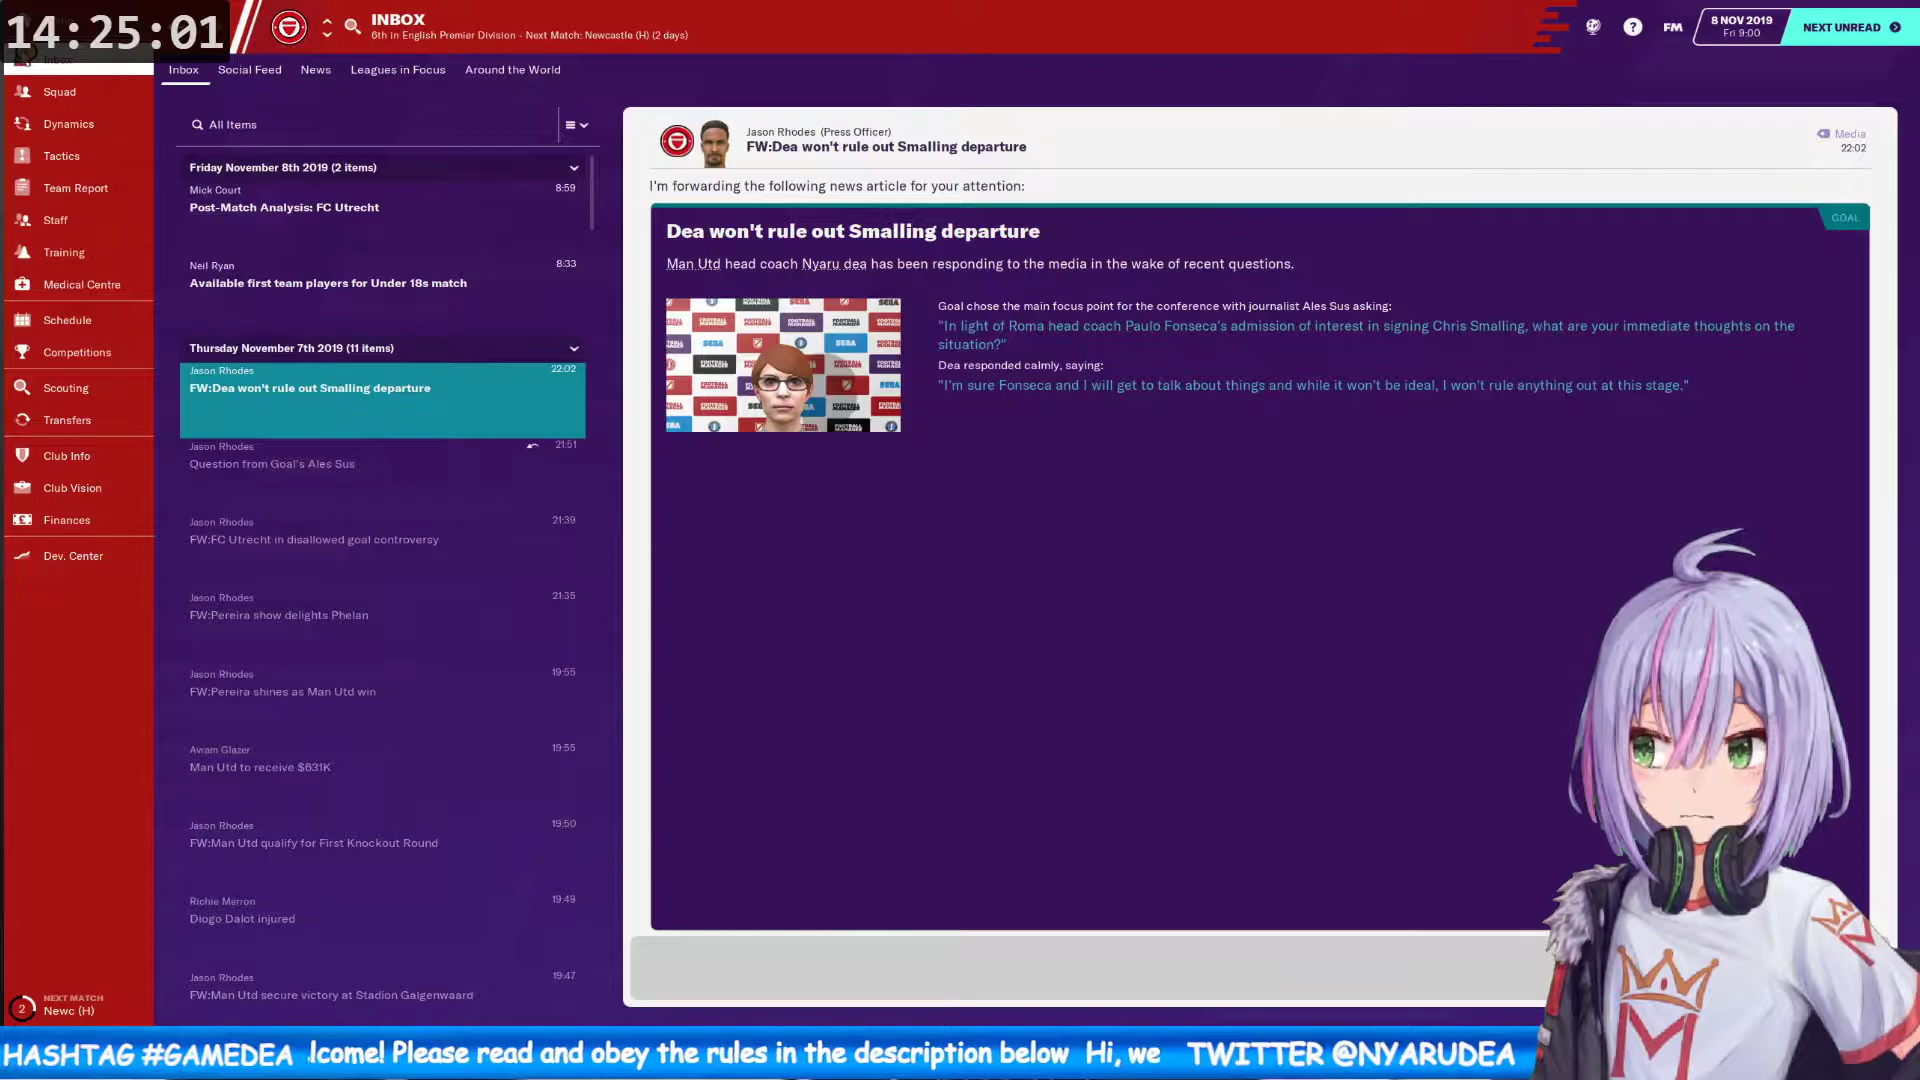 14:25:01
INBOX
6th in English Premier Division - Next Match: Newcastle (H) (2 days)
FM
8 NOV 2019
Fri 9:00
NEXT UNREAD
Inbox
Squad
Dynamics
Tactics
Team Report
Staff
Training
Medical Centre
Schedule
Competitions
Scouting
Transfers
Club Info
Club Vision
Finances
Dev. Center
2
NEXT MATCH
Newc (H)
Inbox Social Feed News Leagues in Focus Around the World
All Items
Friday November 8th 2019 (2 items)
Mick Court 8:59
Post-Match Analysis: FC Utrecht
Neil Ryan 8:33
Available first team players for Under 18s match
Thursday November 7th 2019 (11 items)
Jason Rhodes 22:02
FW:Dea won't rule out Smalling departure
Jason Rhodes 21:51
Question from Goal's Ales Sus
Jason Rhodes 21:39
FW:FC Utrecht in disallowed goal controversy
Jason Rhodes 21:35
FW:Pereira show delights Phelan
Jason Rhodes 19:55
FW:Pereira shines as Man Utd win
Avram Glazer 19:55
Man Utd to receive $631K
Jason Rhodes 19:50
FW:Man Utd qualify for First Knockout Round
Richie Merron 19:49
Diogo Dalot injured
Jason Rhodes 19:47
FW:Man Utd secure victory at Stadion Galgenwaard
Jason Rhodes (Press Officer)
FW:Dea won't rule out Smalling departure
Media
22:02
I'm forwarding the following news article for your attention:
GOAL
Dea won't rule out Smalling departure
Man Utd head coach Nyaru dea has been responding to the media in the wake of recent questions.
Goal chose the main focus point for the conference with journalist Ales Sus asking:
"In light of Roma head coach Paulo Fonseca's admission of interest in signing Chris Smalling, what are your immediate thoughts on the
situation?"
Dea responded calmly, saying:
"I'm sure Fonseca and I will get to talk about things and while it won't be ideal, I won't rule anything out at this stage."
HASHTAG #GAMEDEA lcome! Please read and obey the rules in the description below Hi, we TWITTER @NYARUDEA